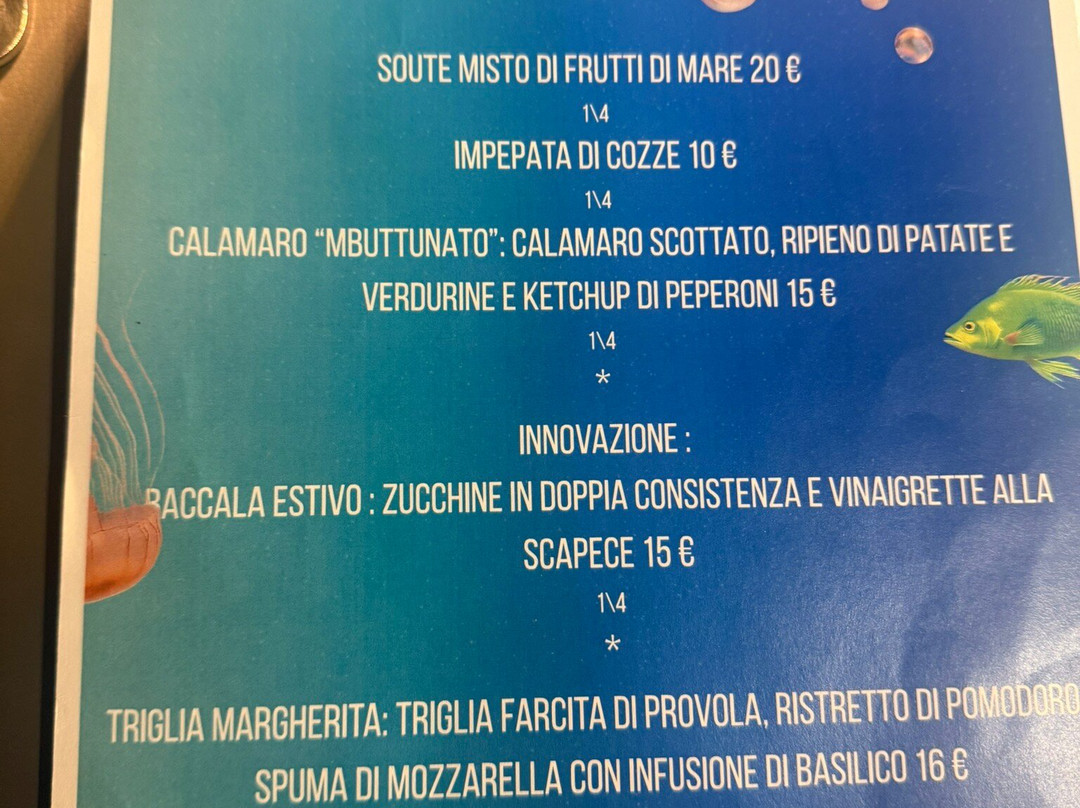 SOUTE MISTO DI FRUTTI DI MARE 20 €
1\4
IMPEPATA DI COZZE 10 €
1\4
CALAMARO “MBUTTUNATO”: CALAMARO SCOTTATO, RIPIENO DI PATATE E
VERDURINE E KETCHUP DI PEPERONI 15 €
1\4
*
INNOVAZIONE :
BACCALA ESTIVO : ZUCCHINE IN DOPPIA CONSISTENZA E VINAIGRETTE ALLA
SCAPECE 15 €
1\4
*
TRIGLIA MARGHERITA: TRIGLIA FARCITA DI PROVOLA, RISTRETTO DI POMODORO
SPUMA DI MOZZARELLA CON INFUSIONE DI BASILICO 16 €